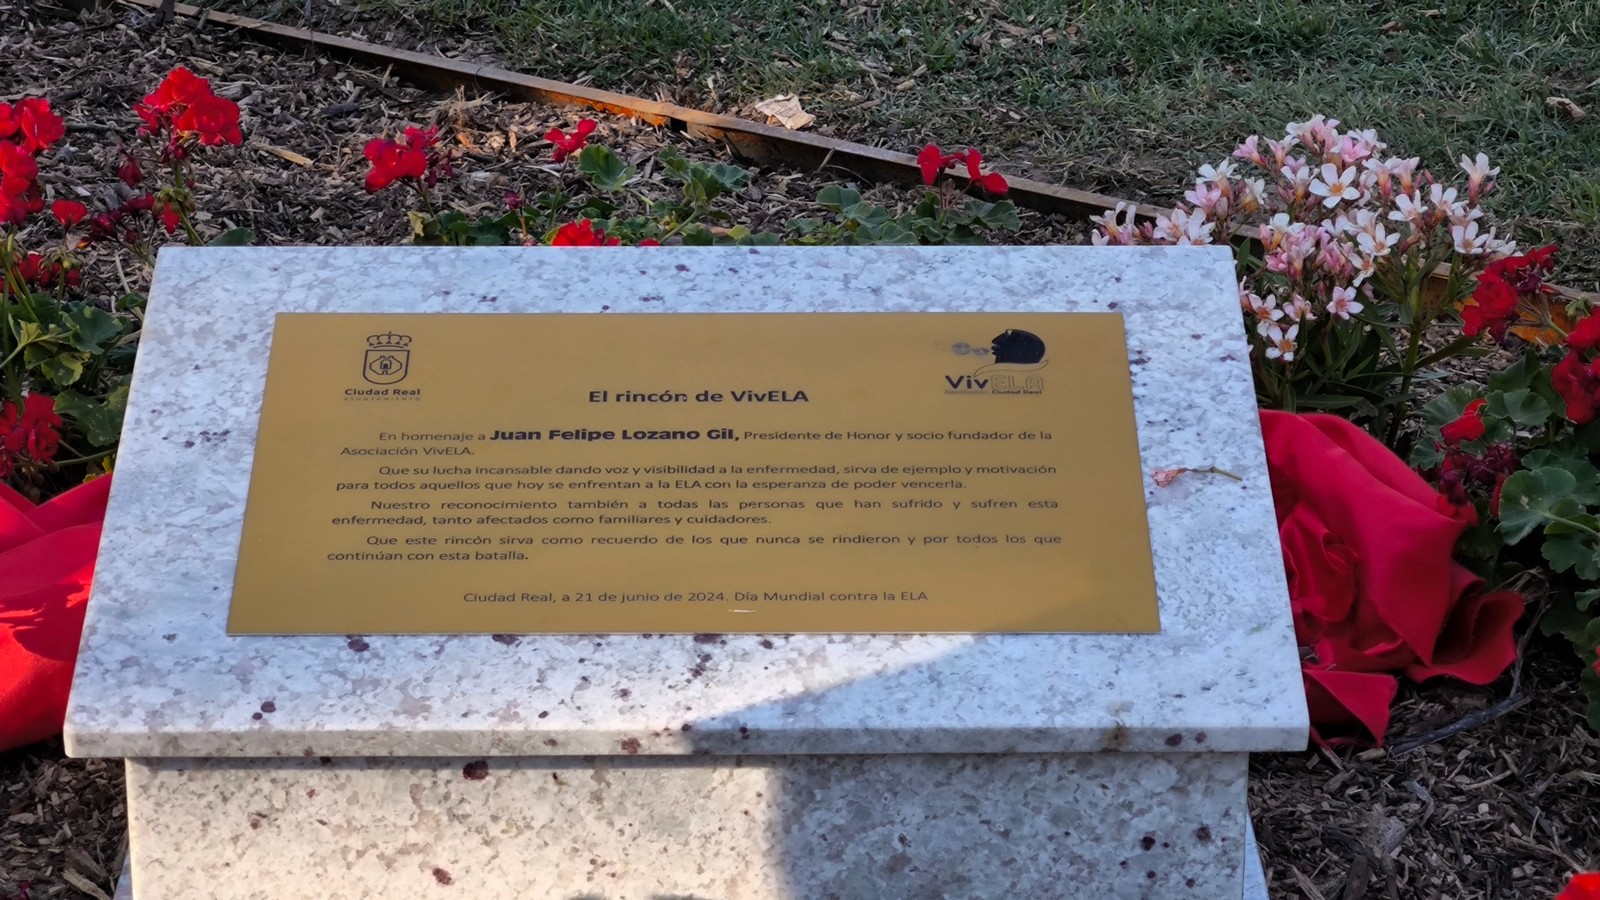 Ciudad Real
AYUNTAMIENTO
VivELA
Ciudad Real
El rincón de VivELA
En homenaje a Juan Felipe Lozano Gil, Presidente de Honor y socio fundador de la
Asociación VivELA.
Que su lucha incansable dando voz y visibilidad a la enfermedad, sirva de ejemplo y motivación
para todos aquellos que hoy se enfrentan a la ELA con la esperanza de poder vencerla.
Nuestro reconocimiento también a todas las personas que han sufrido y sufren esta
enfermedad, tanto afectados como familiares y cuidadores.
Que este rincón sirva como recuerdo de los que nunca se rindieron y por todos los que
continúan con esta batalla.
Ciudad Real, a 21 de junio de 2024. Día Mundial contra la ELA